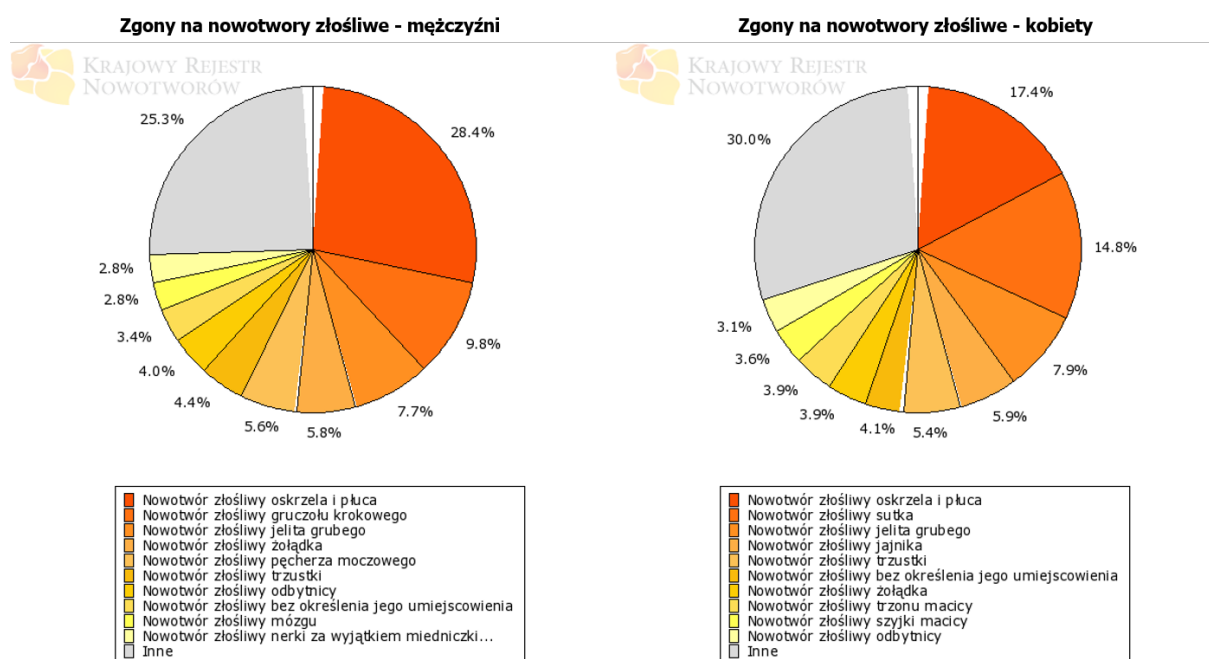 Zgony na nowotwory złośliwe - mężczyźni
KRAJOWY REJESTR
NOWOTWORÓW
25.3%
28.4%
2.8%
2.8%
3.4%
4.0%
4.4%
5.6%
5.8%
7.7%
9.8%
Nowotwór złośliwy oskrzela i płuca
Nowotwór złośliwy gruczołu krokowego
Nowotwór złośliwy jelita grubego
Nowotwór złośliwy żołądka
Nowotwór złośliwy pęcherza moczowego
Nowotwór złośliwy trzustki
Nowotwór złośliwy odbytnicy
Nowotwór złośliwy bez określenia jego umiejscowienia
Nowotwór złośliwy mózgu
Nowotwór złośliwy nerki za wyjątkiem miedniczki...
Inne
Zgony na nowotwory złośliwe - kobiety
KRAJOWY REJESTR
NOWOTWORÓW
17.4%
30.0%
14.8%
3.1%
3.6%
3.9%
3.9%
4.1%
5.4%
5.9%
7.9%
Nowotwór złośliwy oskrzela i płuca
Nowotwór złośliwy sutka
Nowotwór złośliwy jelita grubego
Nowotwór złośliwy jajnika
Nowotwór złośliwy trzustki
Nowotwór złośliwy bez określenia jego umiejscowienia
Nowotwór złośliwy żołądka
Nowotwór złośliwy trzonu macicy
Nowotwór złośliwy szyjki macicy
Nowotwór złośliwy odbytnicy
Inne